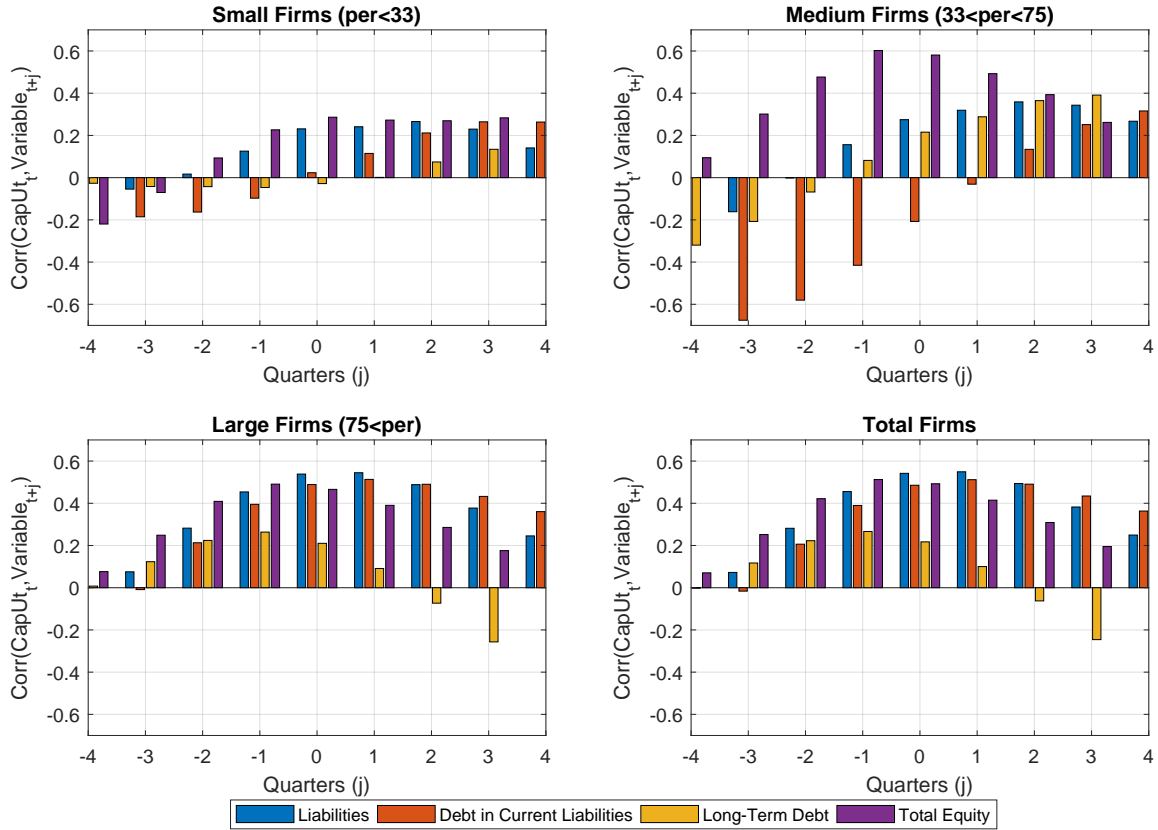 Small Firms (per<33)
Corr(CapUt_t,Variable_{t+j})
0.6
0.4
0.2
0
-0.2
-0.4
-0.6
-4 -3 -2 -1 0 1 2 3 4
Quarters (j)
Medium Firms (33<per<75)
Corr(CapUt_t,Variable_{t+j})
0.6
0.4
0.2
0
-0.2
-0.4
-0.6
-4 -3 -2 -1 0 1 2 3 4
Quarters (j)
Large Firms (75<per)
Corr(CapUt_t,Variable_{t+j})
0.6
0.4
0.2
0
-0.2
-0.4
-0.6
-4 -3 -2 -1 0 1 2 3 4
Quarters (j)
Total Firms
Corr(CapUt_t,Variable_{t+j})
0.6
0.4
0.2
0
-0.2
-0.4
-0.6
-4 -3 -2 -1 0 1 2 3 4
Quarters (j)
Liabilities Debt in Current Liabilities Long-Term Debt Total Equity